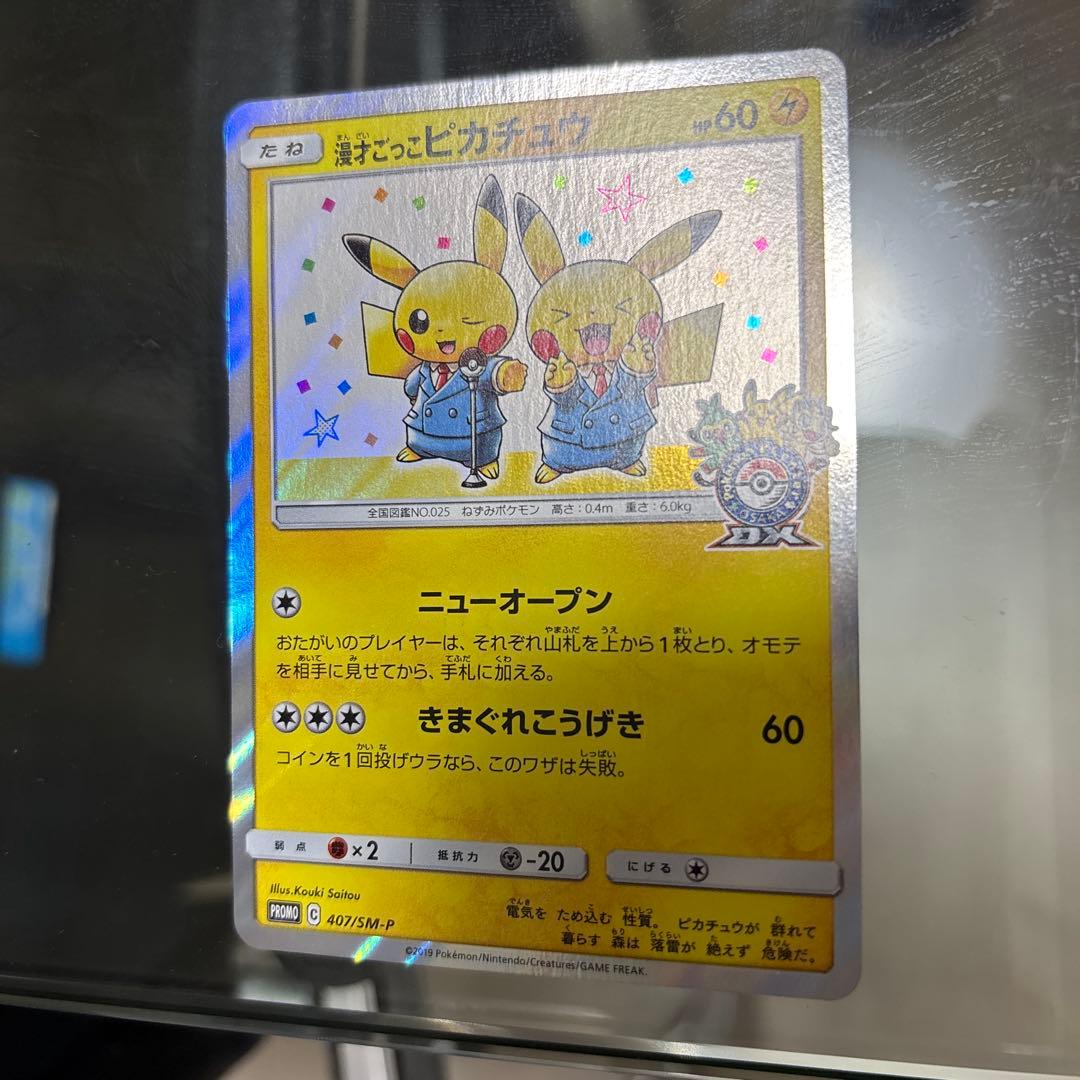 たね
漫才ごっこピカチュウ
まんざい
HP60
全国図鑑NO.025 ねずみポケモン 高さ:0.4m 重さ:6.0kg
OSAKA
DX
ニューオープン
おたがいのプレイヤーは、それぞれ山札を上から1枚とり、オモテ
を相手に見せてから、手札に加える。
きまぐれこうげき 60
コインを1回投げウラなら、このワザは失敗。
弱点 ×2 抵抗力 -20 にげる
Illus.Kouki Saitou
PROMO C 407/SM-P
電気を ため込む 性質。 ピカチュウが 群れて
暮らす 森は 落雷が 絶えず 危険だ。
©2019 Pokémon/Nintendo/Creatures/GAME FREAK.